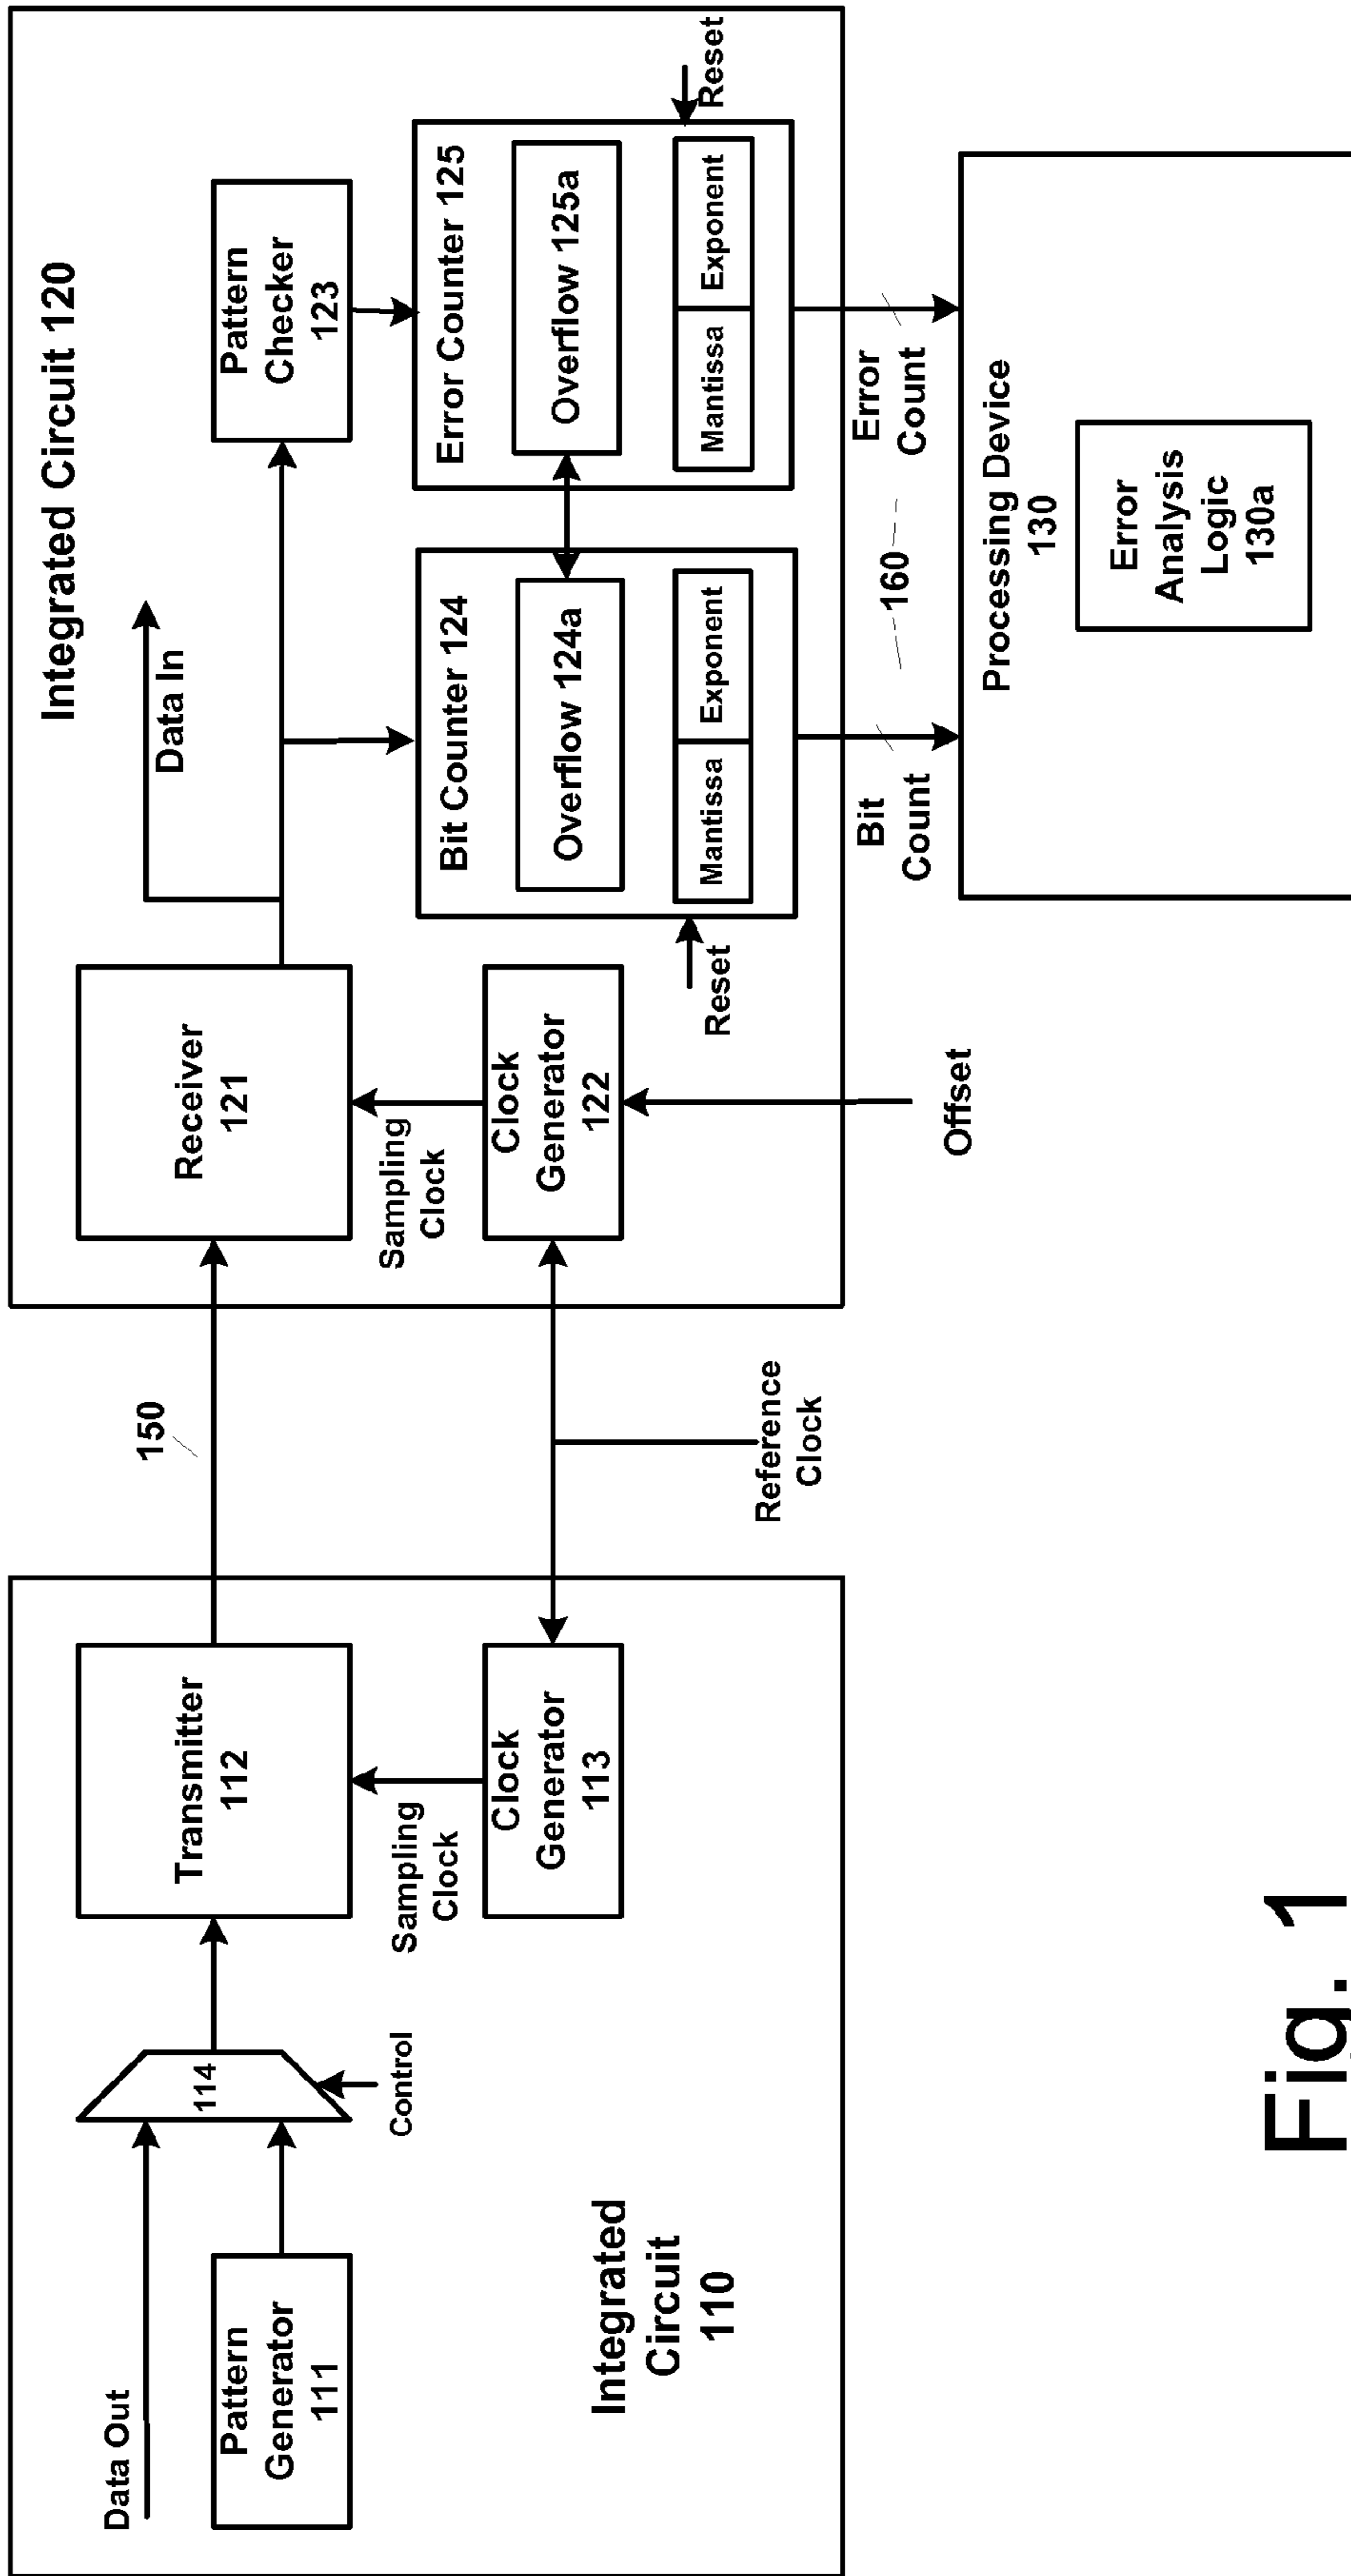 Data Out
Pattern
Generator
111
114
Control
Transmitter
112
Sampling
Clock
Clock
Generator
113
Integrated
Circuit
110
150
Reference
Clock
Integrated Circuit 120
Receiver
121
Sampling
Clock
Clock
Generator
122
Offset
Data In
Pattern
Checker
123
Bit Counter 124
Overflow 124a
Mantissa
Exponent
Reset
Error Counter 125
Overflow 125a
Mantissa
Exponent
Reset
Bit
Count
160
Error
Count
Processing Device
130
Error
Analysis
Logic
130a
Fig. 1